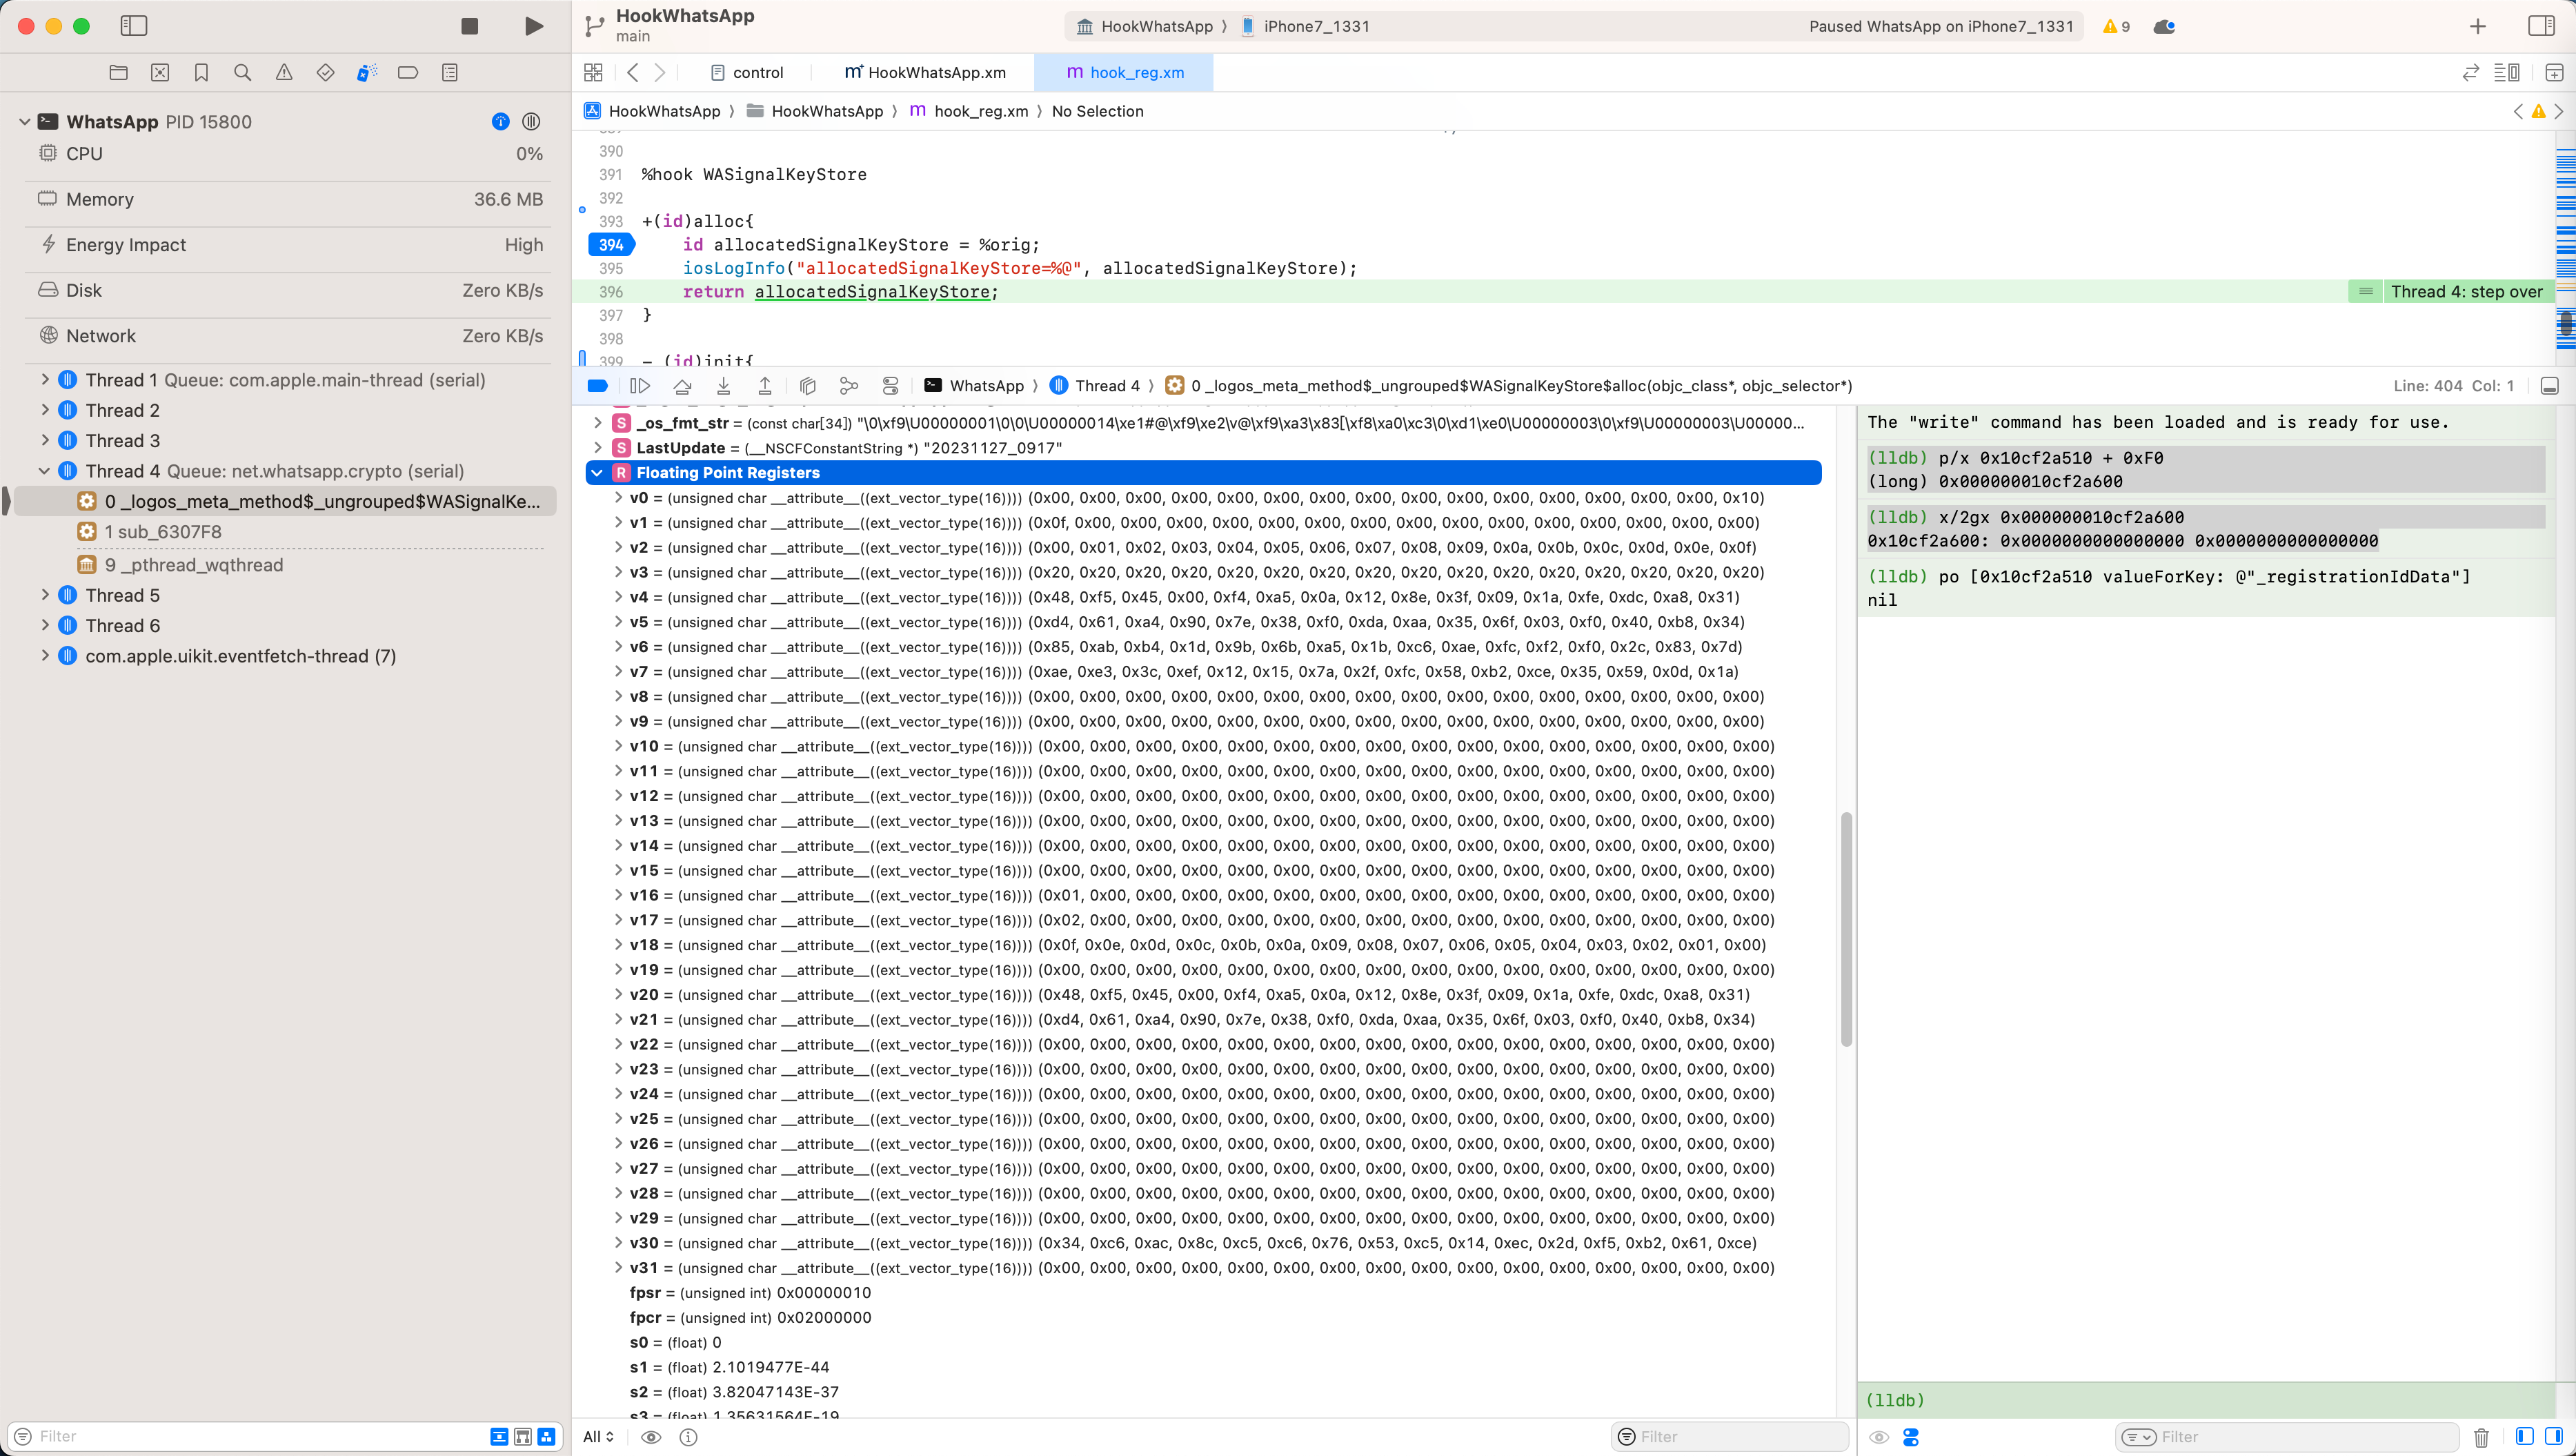 HookWhatsApp
main
HookWhatsApp 〉 iPhone7_1331
Paused WhatsApp on iPhone7_1331
9
control
HookWhatsApp.xm
hook_reg.xm
HookWhatsApp 〉 HookWhatsApp 〉 m hook_reg.xm 〉 No Selection
WhatsApp PID 15800
CPU 0%
Memory 36.6 MB
Energy Impact High
Disk Zero KB/s
Network Zero KB/s
Thread 1 Queue: com.apple.main-thread (serial)
Thread 2
Thread 3
Thread 4 Queue: net.whatsapp.crypto (serial)
0 _logos_meta_method$_ungrouped$WASignalKe...
1 sub_6307F8
9 _pthread_wqthread
Thread 5
Thread 6
com.apple.uikit.eventfetch-thread (7)
Filter
390
391 %hook WASignalKeyStore
392
393 +(id)alloc{
394 id allocatedSignalKeyStore = %orig;
395 iosLogInfo("allocatedSignalKeyStore=%@", allocatedSignalKeyStore);
396 return allocatedSignalKeyStore;
Thread 4: step over
397 }
398
399 - (id)init{
WhatsApp 〉 Thread 4 〉 0 _logos_meta_method$_ungrouped$WASignalKeyStore$alloc(objc_class*, objc_selector*)
Line: 404 Col: 1
S _os_fmt_str = (const char[34]) "\0\xf9\U00000001\0\0\U00000014\xe1#@\xf9\xe2\v@\xf9\xa3\x83[\xf8\xa0\xc3\0\xd1\xe0\U00000003\0\xf9\U00000003\U00000...
S LastUpdate = (__NSCFConstantString *) "20231127_0917"
R Floating Point Registers
v0 = (unsigned char __attribute__((ext_vector_type(16)))) (0x00, 0x00, 0x00, 0x00, 0x00, 0x00, 0x00, 0x00, 0x00, 0x00, 0x00, 0x00, 0x00, 0x00, 0x00, 0x10)
v1 = (unsigned char __attribute__((ext_vector_type(16)))) (0x0f, 0x00, 0x00, 0x00, 0x00, 0x00, 0x00, 0x00, 0x00, 0x00, 0x00, 0x00, 0x00, 0x00, 0x00, 0x00)
v2 = (unsigned char __attribute__((ext_vector_type(16)))) (0x00, 0x01, 0x02, 0x03, 0x04, 0x05, 0x06, 0x07, 0x08, 0x09, 0x0a, 0x0b, 0x0c, 0x0d, 0x0e, 0x0f)
v3 = (unsigned char __attribute__((ext_vector_type(16)))) (0x20, 0x20, 0x20, 0x20, 0x20, 0x20, 0x20, 0x20, 0x20, 0x20, 0x20, 0x20, 0x20, 0x20, 0x20, 0x20)
v4 = (unsigned char __attribute__((ext_vector_type(16)))) (0x48, 0xf5, 0x45, 0x00, 0xf4, 0xa5, 0x0a, 0x12, 0x8e, 0x3f, 0x09, 0x1a, 0xfe, 0xdc, 0xa8, 0x31)
v5 = (unsigned char __attribute__((ext_vector_type(16)))) (0xd4, 0x61, 0xa4, 0x90, 0x7e, 0x38, 0xf0, 0xda, 0xaa, 0x35, 0x6f, 0x03, 0xf0, 0x40, 0xb8, 0x34)
v6 = (unsigned char __attribute__((ext_vector_type(16)))) (0x85, 0xab, 0xb4, 0x1d, 0x9b, 0x6b, 0xa5, 0x1b, 0xc6, 0xae, 0xfc, 0xf2, 0xf0, 0x2c, 0x83, 0x7d)
v7 = (unsigned char __attribute__((ext_vector_type(16)))) (0xae, 0xe3, 0x3c, 0xef, 0x12, 0x15, 0x7a, 0x2f, 0xfc, 0x58, 0xb2, 0xce, 0x35, 0x59, 0x0d, 0x1a)
v8 = (unsigned char __attribute__((ext_vector_type(16)))) (0x00, 0x00, 0x00, 0x00, 0x00, 0x00, 0x00, 0x00, 0x00, 0x00, 0x00, 0x00, 0x00, 0x00, 0x00, 0x00)
v9 = (unsigned char __attribute__((ext_vector_type(16)))) (0x00, 0x00, 0x00, 0x00, 0x00, 0x00, 0x00, 0x00, 0x00, 0x00, 0x00, 0x00, 0x00, 0x00, 0x00, 0x00)
v10 = (unsigned char __attribute__((ext_vector_type(16)))) (0x00, 0x00, 0x00, 0x00, 0x00, 0x00, 0x00, 0x00, 0x00, 0x00, 0x00, 0x00, 0x00, 0x00, 0x00, 0x00)
v11 = (unsigned char __attribute__((ext_vector_type(16)))) (0x00, 0x00, 0x00, 0x00, 0x00, 0x00, 0x00, 0x00, 0x00, 0x00, 0x00, 0x00, 0x00, 0x00, 0x00, 0x00)
v12 = (unsigned char __attribute__((ext_vector_type(16)))) (0x00, 0x00, 0x00, 0x00, 0x00, 0x00, 0x00, 0x00, 0x00, 0x00, 0x00, 0x00, 0x00, 0x00, 0x00, 0x00)
v13 = (unsigned char __attribute__((ext_vector_type(16)))) (0x00, 0x00, 0x00, 0x00, 0x00, 0x00, 0x00, 0x00, 0x00, 0x00, 0x00, 0x00, 0x00, 0x00, 0x00, 0x00)
v14 = (unsigned char __attribute__((ext_vector_type(16)))) (0x00, 0x00, 0x00, 0x00, 0x00, 0x00, 0x00, 0x00, 0x00, 0x00, 0x00, 0x00, 0x00, 0x00, 0x00, 0x00)
v15 = (unsigned char __attribute__((ext_vector_type(16)))) (0x00, 0x00, 0x00, 0x00, 0x00, 0x00, 0x00, 0x00, 0x00, 0x00, 0x00, 0x00, 0x00, 0x00, 0x00, 0x00)
v16 = (unsigned char __attribute__((ext_vector_type(16)))) (0x01, 0x00, 0x00, 0x00, 0x00, 0x00, 0x00, 0x00, 0x00, 0x00, 0x00, 0x00, 0x00, 0x00, 0x00, 0x00)
v17 = (unsigned char __attribute__((ext_vector_type(16)))) (0x02, 0x00, 0x00, 0x00, 0x00, 0x00, 0x00, 0x00, 0x00, 0x00, 0x00, 0x00, 0x00, 0x00, 0x00, 0x00)
v18 = (unsigned char __attribute__((ext_vector_type(16)))) (0x0f, 0x0e, 0x0d, 0x0c, 0x0b, 0x0a, 0x09, 0x08, 0x07, 0x06, 0x05, 0x04, 0x03, 0x02, 0x01, 0x00)
v19 = (unsigned char __attribute__((ext_vector_type(16)))) (0x00, 0x00, 0x00, 0x00, 0x00, 0x00, 0x00, 0x00, 0x00, 0x00, 0x00, 0x00, 0x00, 0x00, 0x00, 0x00)
v20 = (unsigned char __attribute__((ext_vector_type(16)))) (0x48, 0xf5, 0x45, 0x00, 0xf4, 0xa5, 0x0a, 0x12, 0x8e, 0x3f, 0x09, 0x1a, 0xfe, 0xdc, 0xa8, 0x31)
v21 = (unsigned char __attribute__((ext_vector_type(16)))) (0xd4, 0x61, 0xa4, 0x90, 0x7e, 0x38, 0xf0, 0xda, 0xaa, 0x35, 0x6f, 0x03, 0xf0, 0x40, 0xb8, 0x34)
v22 = (unsigned char __attribute__((ext_vector_type(16)))) (0x00, 0x00, 0x00, 0x00, 0x00, 0x00, 0x00, 0x00, 0x00, 0x00, 0x00, 0x00, 0x00, 0x00, 0x00, 0x00)
v23 = (unsigned char __attribute__((ext_vector_type(16)))) (0x00, 0x00, 0x00, 0x00, 0x00, 0x00, 0x00, 0x00, 0x00, 0x00, 0x00, 0x00, 0x00, 0x00, 0x00, 0x00)
v24 = (unsigned char __attribute__((ext_vector_type(16)))) (0x00, 0x00, 0x00, 0x00, 0x00, 0x00, 0x00, 0x00, 0x00, 0x00, 0x00, 0x00, 0x00, 0x00, 0x00, 0x00)
v25 = (unsigned char __attribute__((ext_vector_type(16)))) (0x00, 0x00, 0x00, 0x00, 0x00, 0x00, 0x00, 0x00, 0x00, 0x00, 0x00, 0x00, 0x00, 0x00, 0x00, 0x00)
v26 = (unsigned char __attribute__((ext_vector_type(16)))) (0x00, 0x00, 0x00, 0x00, 0x00, 0x00, 0x00, 0x00, 0x00, 0x00, 0x00, 0x00, 0x00, 0x00, 0x00, 0x00)
v27 = (unsigned char __attribute__((ext_vector_type(16)))) (0x00, 0x00, 0x00, 0x00, 0x00, 0x00, 0x00, 0x00, 0x00, 0x00, 0x00, 0x00, 0x00, 0x00, 0x00, 0x00)
v28 = (unsigned char __attribute__((ext_vector_type(16)))) (0x00, 0x00, 0x00, 0x00, 0x00, 0x00, 0x00, 0x00, 0x00, 0x00, 0x00, 0x00, 0x00, 0x00, 0x00, 0x00)
v29 = (unsigned char __attribute__((ext_vector_type(16)))) (0x00, 0x00, 0x00, 0x00, 0x00, 0x00, 0x00, 0x00, 0x00, 0x00, 0x00, 0x00, 0x00, 0x00, 0x00, 0x00)
v30 = (unsigned char __attribute__((ext_vector_type(16)))) (0x34, 0xc6, 0xac, 0x8c, 0xc5, 0xc6, 0x76, 0x53, 0xc5, 0x14, 0xec, 0x2d, 0xf5, 0xb2, 0x61, 0xce)
v31 = (unsigned char __attribute__((ext_vector_type(16)))) (0x00, 0x00, 0x00, 0x00, 0x00, 0x00, 0x00, 0x00, 0x00, 0x00, 0x00, 0x00, 0x00, 0x00, 0x00, 0x00)
fpsr = (unsigned int) 0x00000010
fpcr = (unsigned int) 0x02000000
s0 = (float) 0
s1 = (float) 2.1019477E-44
s2 = (float) 3.82047143E-37
s3 = (float) 1.35631564E-19
All
Filter
The "write" command has been loaded and is ready for use.
(lldb) p/x 0x10cf2a510 + 0xF0
(long) 0x000000010cf2a600
(lldb) x/2gx 0x000000010cf2a600
0x10cf2a600: 0x0000000000000000 0x0000000000000000
(lldb) po [0x10cf2a510 valueForKey: @"_registrationIdData"]
nil
(lldb)
Filter